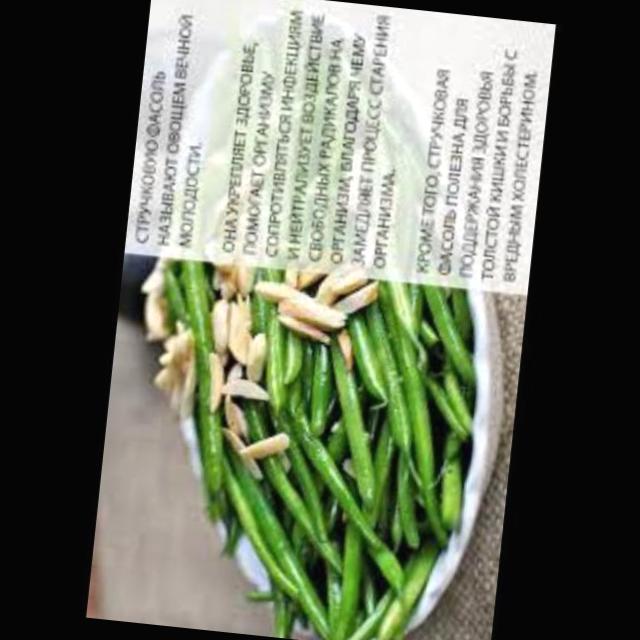 СТРУЧКОВУЮ ФАСОЛЬ
НАЗЫВАЮТ ОВОЩЕМ ВЕЧНОЙ
МОЛОДОСТИ.
ОНА УКРЕПЛЯЕТ ЗДОРОВЬЕ,
ПОМОГАЕТ ОРГАНИЗМУ
СОПРОТИВЛЯТЬСЯ ИНФЕКЦИЯМ
И НЕЙТРАЛИЗУЕТ ВОЗДЕЙСТВИЕ
СВОБОДНЫХ РАДИКАЛОВ НА
ОРГАНИЗМ, БЛАГОДАРЯ ЧЕМУ
ЗАМЕДЛЯЕТ ПРОЦЕСС СТАРЕНИЯ
ОРГАНИЗМА.
КРОМЕ ТОГО, СТРУЧКОВАЯ
ФАСОЛЬ ПОЛЕЗНА ДЛЯ
ПОДДЕРЖАНИЯ ЗДОРОВЬЯ
ТОЛСТОЙ КИШКИ И БОРЬБЫ С
ВРЕДНЫМ ХОЛЕСТЕРИНОМ.